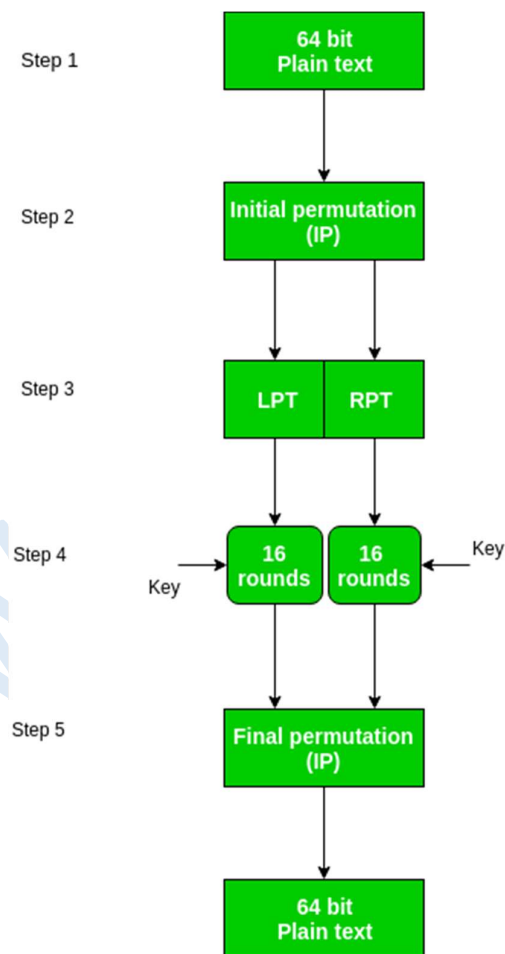 Step 1
64 bit
Plain text
Step 2
Initial permutation
(IP)
Step 3
LPT
RPT
Step 4
Key
16
rounds
16
rounds
Key
Step 5
Final permutation
(IP)
64 bit
Plain text